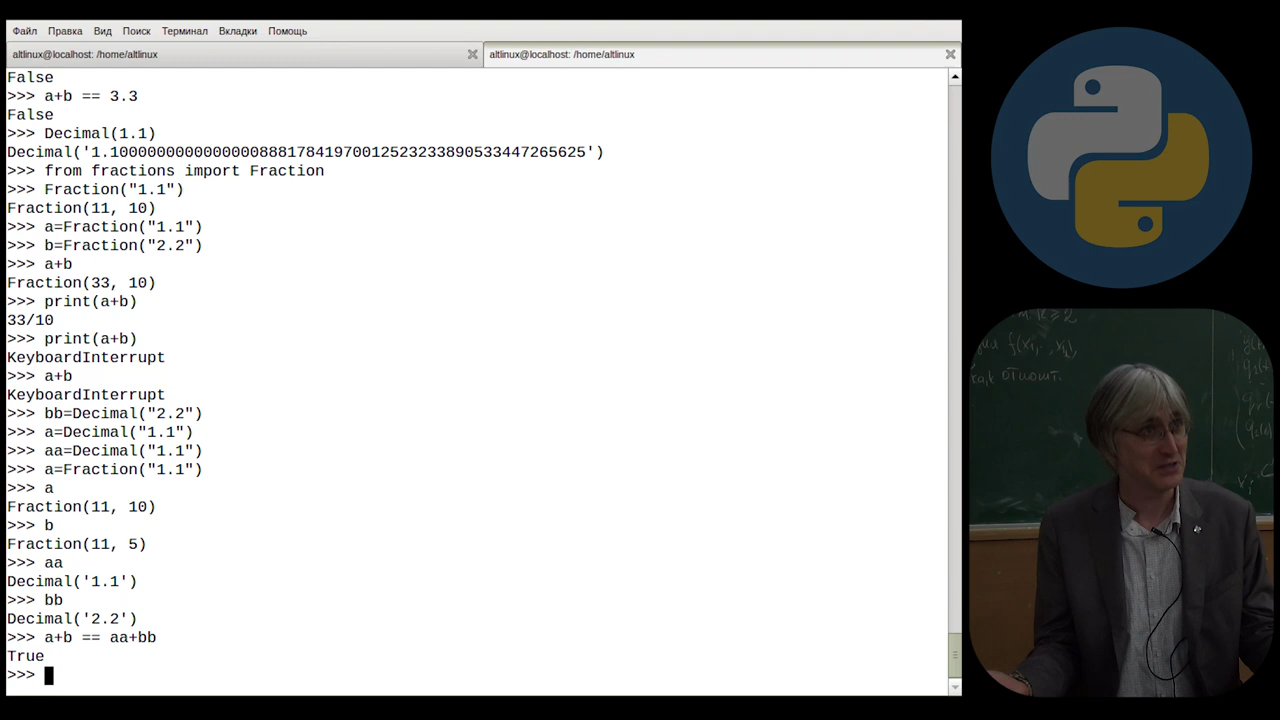 Файл Правка Вид Поиск Терминал Вкладки Помощь
altlinux@localhost: /home/altlinux
altlinux@localhost: /home/altlinux
False
>>> a+b == 3.3
False
>>> Decimal(1.1)
Decimal('1.100000000000000088817841970012523233890533447265625')
>>> from fractions import Fraction
>>> Fraction("1.1")
Fraction(11, 10)
>>> a=Fraction("1.1")
>>> b=Fraction("2.2")
>>> a+b
Fraction(33, 10)
>>> print(a+b)
33/10
>>> print(a+b)
KeyboardInterrupt
>>> a+b
KeyboardInterrupt
>>> bb=Decimal("2.2")
>>> a=Decimal("1.1")
>>> aa=Decimal("1.1")
>>> a=Fraction("1.1")
>>> a
Fraction(11, 10)
>>> b
Fraction(11, 5)
>>> aa
Decimal('1.1')
>>> bb
Decimal('2.2')
>>> a+b == aa+bb
True
>>>